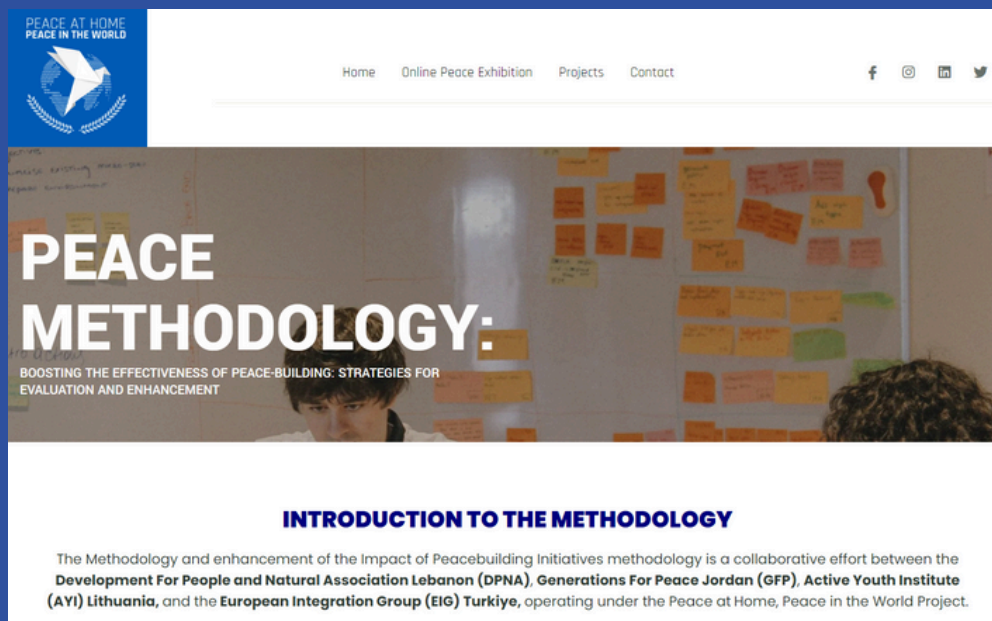 PEACE AT HOME
PEACE IN THE WORLD
Home Online Peace Exhibition Projects Contact
PEACE
METHODOLOGY:
BOOSTING THE EFFECTIVENESS OF PEACE-BUILDING: STRATEGIES FOR
EVALUATION AND ENHANCEMENT
INTRODUCTION TO THE METHODOLOGY
The Methodology and enhancement of the Impact of Peacebuilding Initiatives methodology is a collaborative effort between the
Development For People and Natural Association Lebanon (DPNA), Generations For Peace Jordan (GFP), Active Youth Institute
(AYI) Lithuania, and the European Integration Group (EIG) Turkiye, operating under the Peace at Home, Peace in the World Project.